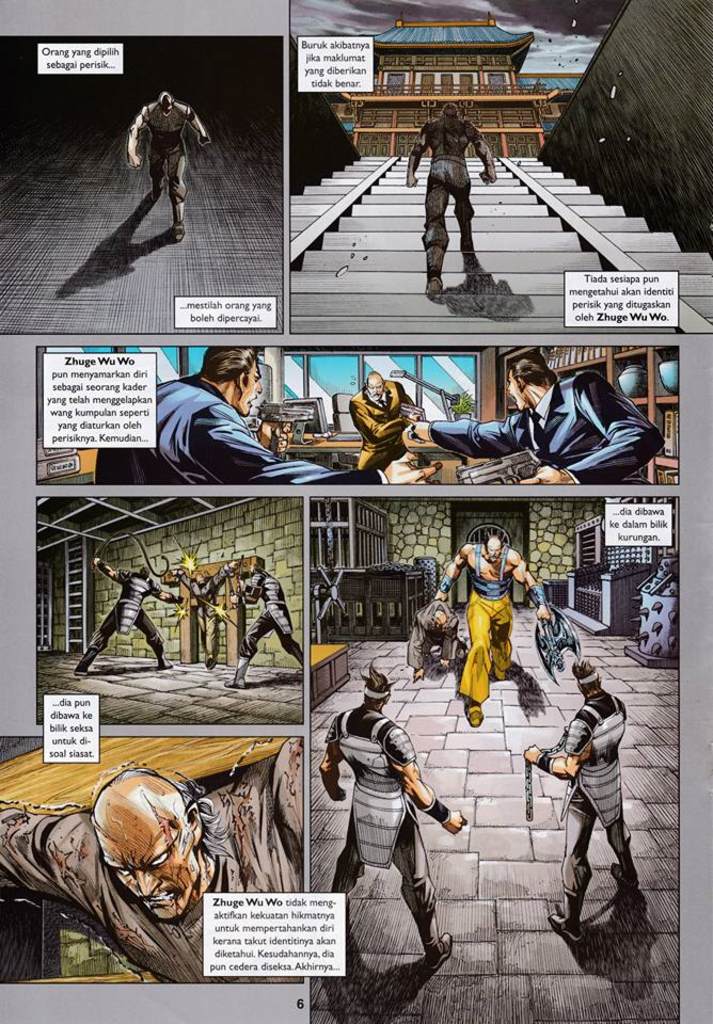 Orang yang dipilih
sebagai perisik...
...mestilah orang yang
boleh dipercayai.
Buruk akibatnya
jika maklumat
yang diberikan
tidak benar.
Tiada sesiapa pun
mengetahui akan identiti
perisik yang ditugaskan
oleh Zhuge Wu Wo.
Zhuge Wu Wo
pun menyamarkan diri
sebagai seorang kader
yang telah menggelapkan
wang kumpulan seperti
yang diaturkan oleh
perisiknya. Kemudian...
...dia pun
dibawa ke
bilik seksa
untuk di-
soal siasat.
...dia dibawa
ke dalam bilik
kurungan.
Zhuge Wu Wo tidak meng-
aktifkan kekuatan hikmatnya
untuk mempertahankan diri
kerana takut identitinya akan
diketahui. Kesudahannya, dia
pun cedera diseksa. Akhirnya...
6